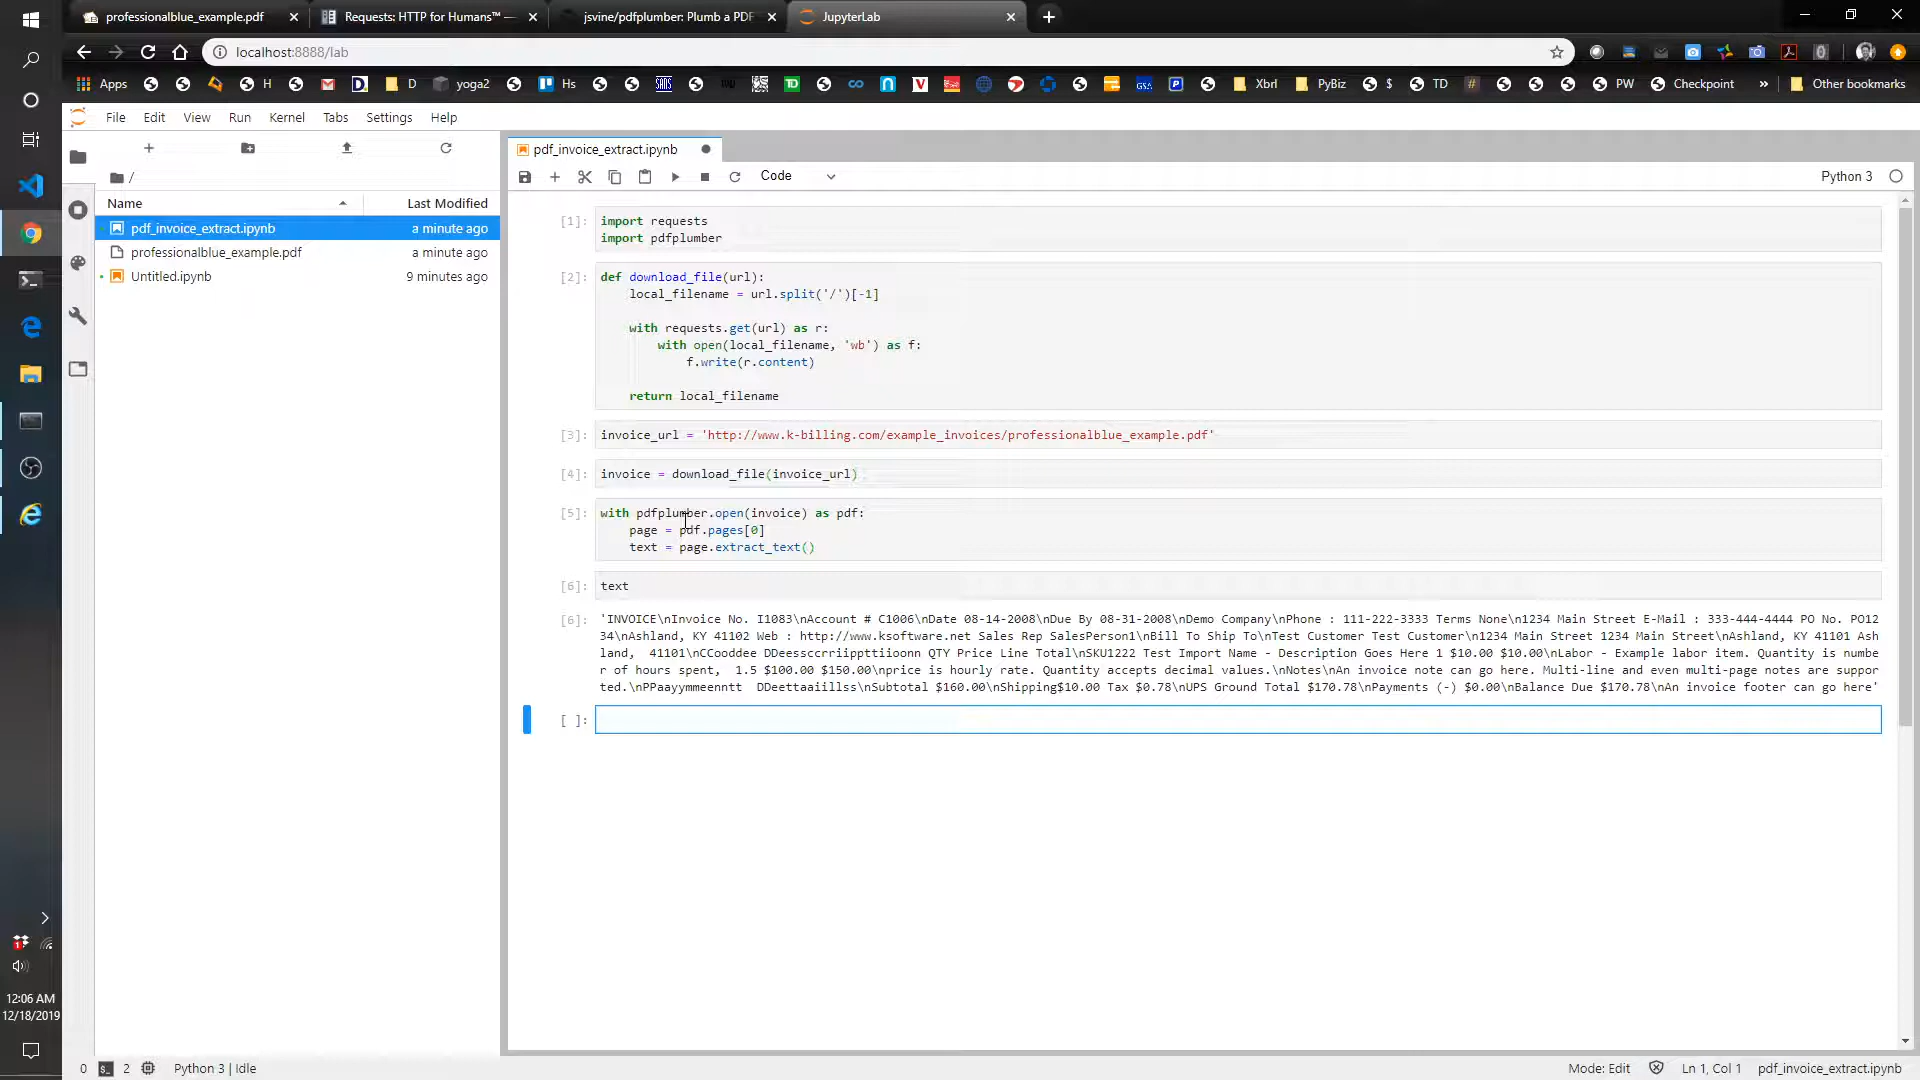 professionalblue_example.pdf
Requests: HTTP for Humans™ —
jsvine/pdfplumber: Plumb a PDF
JupyterLab
localhost:8888/lab
Apps
H
D
yoga2
Hs
Xbrl
PyBiz
$
TD
#
PW
Checkpoint
»
Other bookmarks
File
Edit
View
Run
Kernel
Tabs
Settings
Help
/
Name
Last Modified
pdf_invoice_extract.ipynb
a minute ago
professionalblue_example.pdf
a minute ago
Untitled.ipynb
9 minutes ago
pdf_invoice_extract.ipynb
Code
Python 3
[1]:
import requests
import pdfplumber
[2]:
def download_file(url):
local_filename = url.split('/')[-1]
with requests.get(url) as r:
with open(local_filename, 'wb') as f:
f.write(r.content)
return local_filename
[3]:
invoice_url = 'http://www.k-billing.com/example_invoices/professionalblue_example.pdf'
[4]:
invoice = download_file(invoice_url)
[5]:
with pdfplumber.open(invoice) as pdf:
page = pdf.pages[0]
text = page.extract_text()
[6]:
text
[6]:
'INVOICE\nInvoice No. I1083\nAccount # C1006\nDate 08-14-2008\nDue By 08-31-2008\nDemo Company\nPhone : 111-222-3333 Terms None\n1234 Main Street E-Mail : 333-444-4444 PO No. PO12
34\nAshland, KY 41102 Web : http://www.ksoftware.net Sales Rep SalesPerson1\nBill To Ship To\nTest Customer Test Customer\n1234 Main Street 1234 Main Street\nAshland, KY 41101 Ash
land,  41101\nCCooddee DDeessccrriippttiioonn QTY Price Line Total\nSKU1222 Test Import Name - Description Goes Here 1 $10.00 $10.00\nLabor - Example labor item. Quantity is numbe
r of hours spent,  1.5 $100.00 $150.00\nprice is hourly rate. Quantity accepts decimal values.\nNotes\nAn invoice note can go here. Multi-line and even multi-page notes are suppor
ted.\nPPaayymmeenntt  DDeettaaiillss\nSubtotal $160.00\nShipping$10.00 Tax $0.78\nUPS Ground Total $170.78\nPayments (-) $0.00\nBalance Due $170.78\nAn invoice footer can go here'
[ ]:
12:06 AM
12/18/2019
0
2
Python 3 | Idle
Mode: Edit
Ln 1, Col 1
pdf_invoice_extract.ipynb